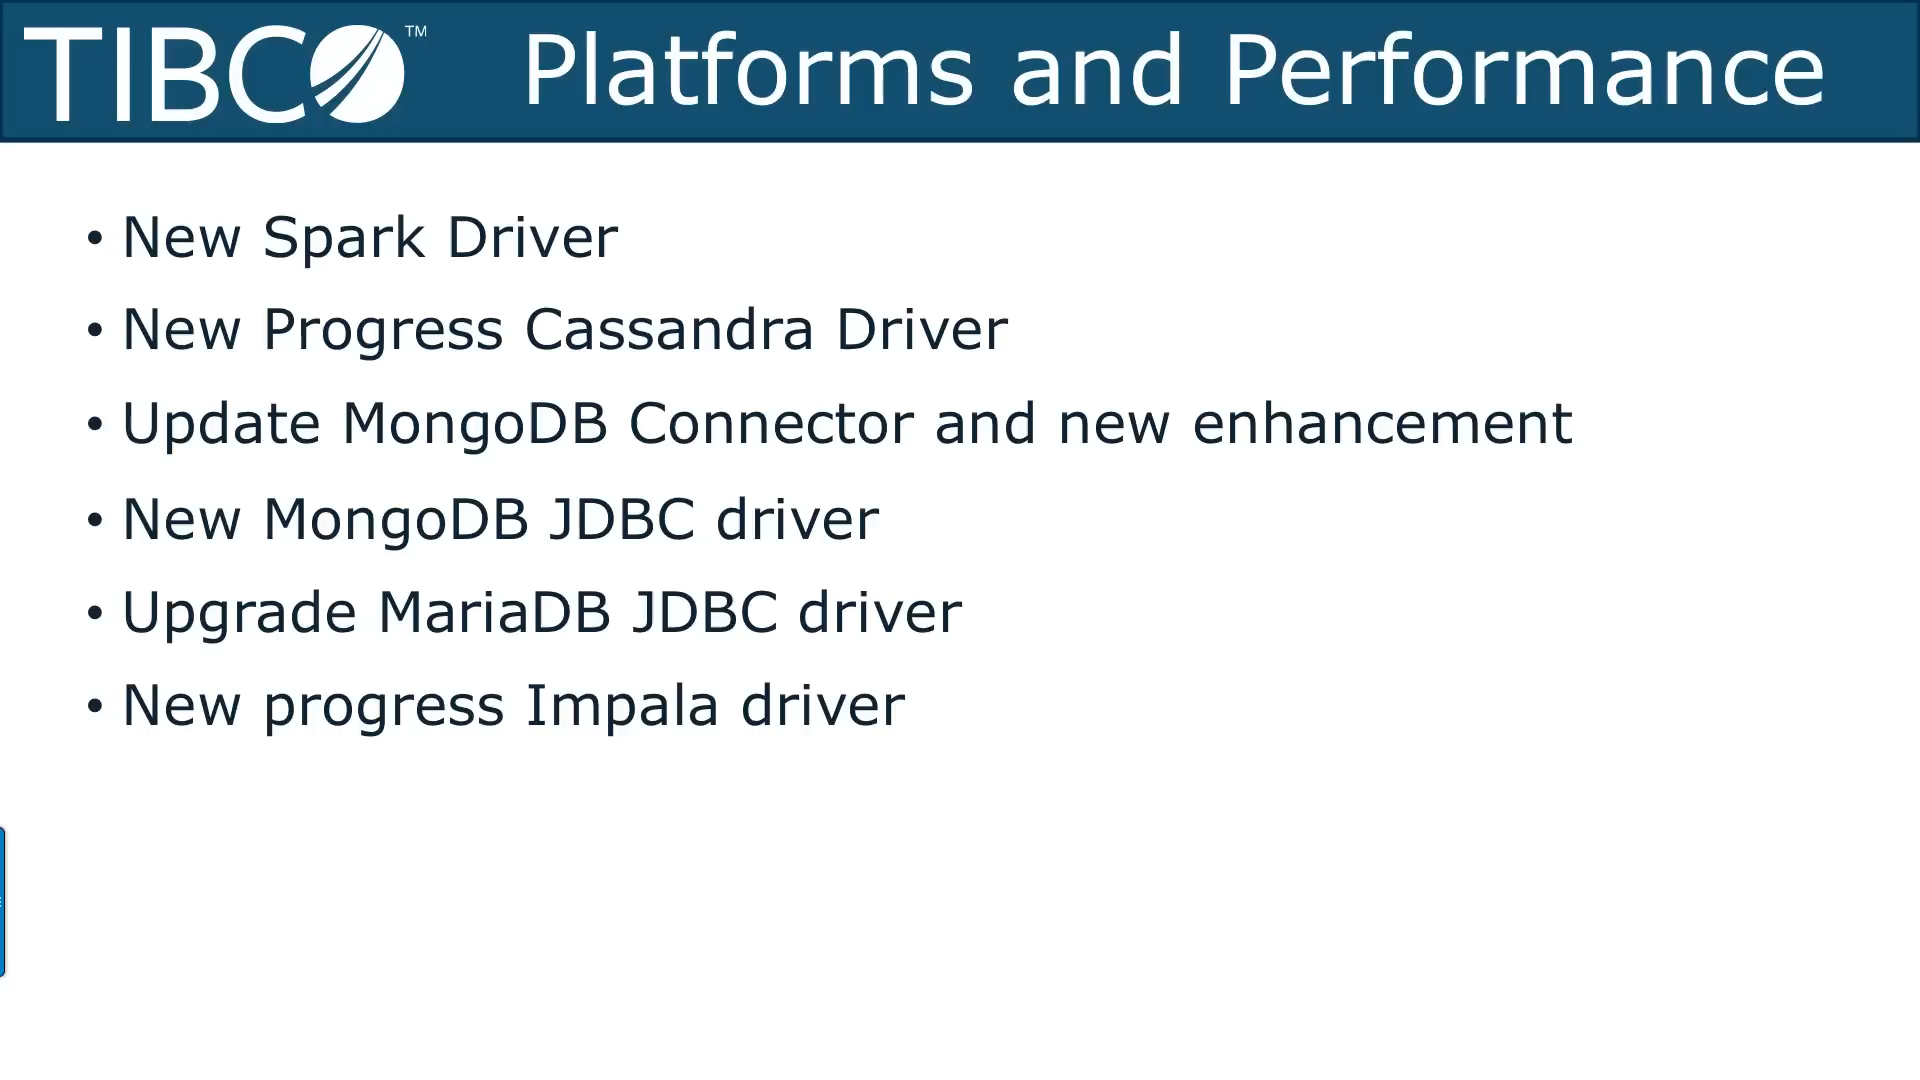 TIBCO™ Platforms and Performance
• New Spark Driver
• New Progress Cassandra Driver
• Update MongoDB Connector and new enhancement
• New MongoDB JDBC driver
• Upgrade MariaDB JDBC driver
• New progress Impala driver